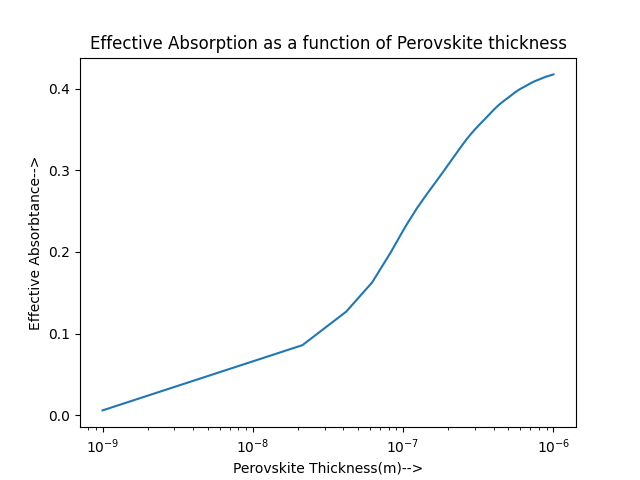 Effective Absorption as a function of Perovskite thickness
Effective Absorbtance-->
0.4
0.3
0.2
0.1
0.0
10⁻⁹ 10⁻⁸ 10⁻⁷ 10⁻⁶
Perovskite Thickness(m)-->